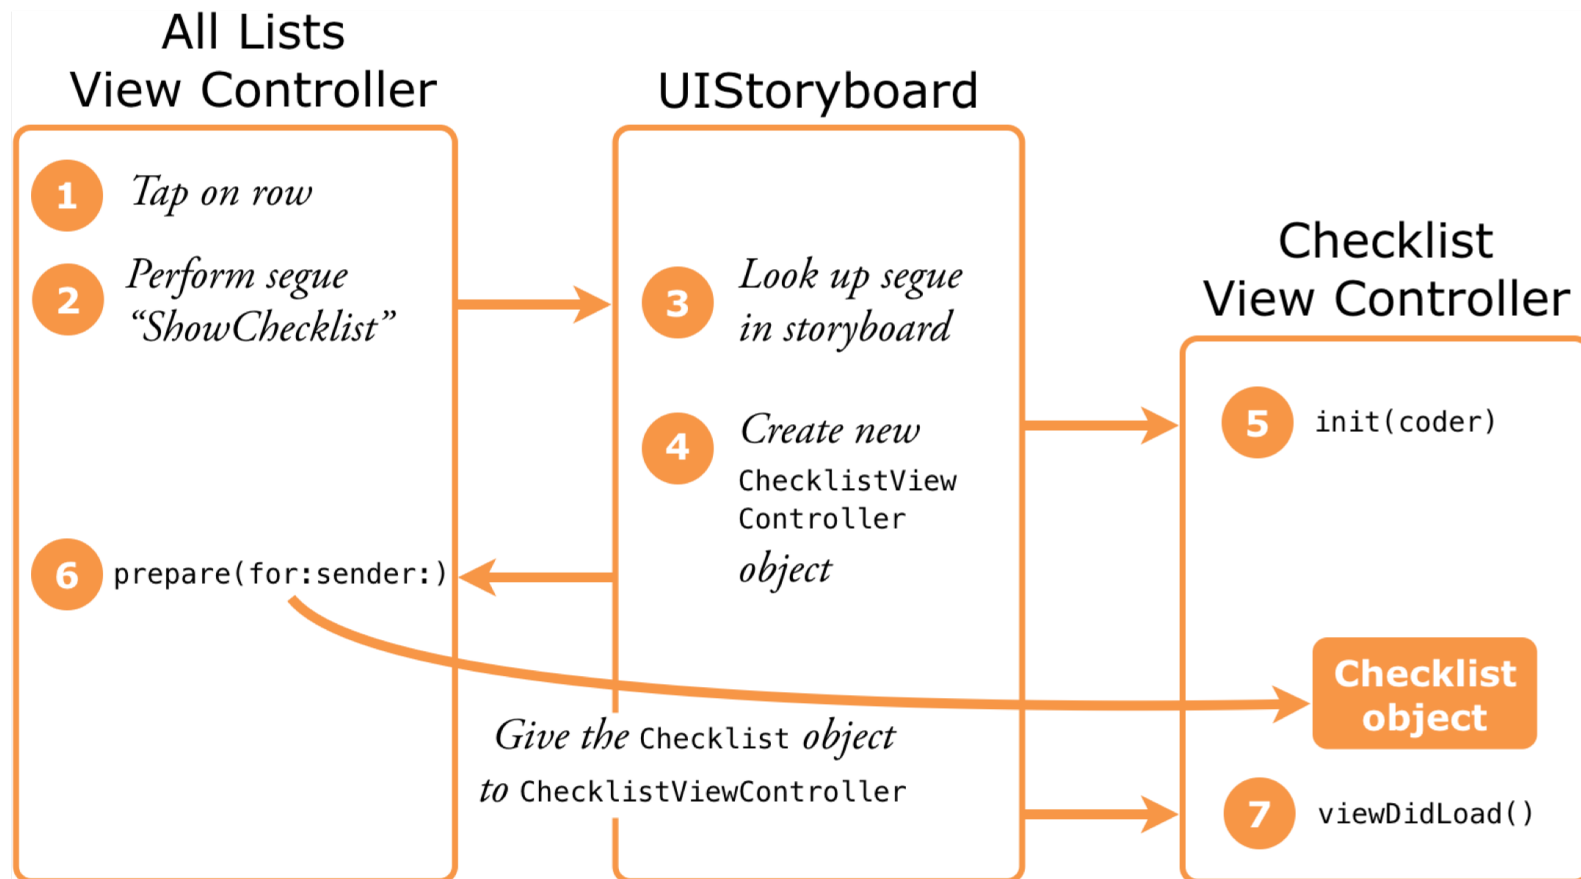 All Lists
View Controller
1 Tap on row
2 Perform segue
“ShowChecklist”
6 prepare(for:sender:)
UIStoryboard
3 Look up segue
in storyboard
4 Create new
ChecklistView
Controller
object
Give the Checklist object
to ChecklistViewController
Checklist
View Controller
5 init(coder)
Checklist
object
7 viewDidLoad()